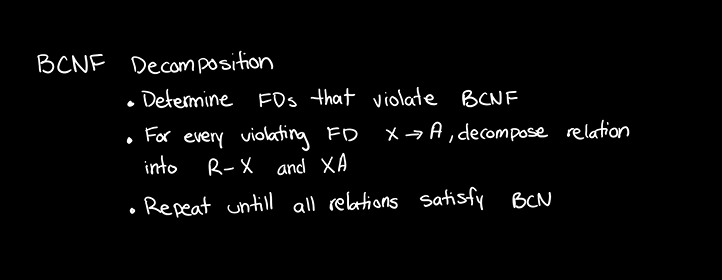 BCNF Decomposition
• Determine FDs that violate BCNF
• For every violating FD X → A, decompose relation
into R-X and XA
• Repeat untill all relations satisfy BCN